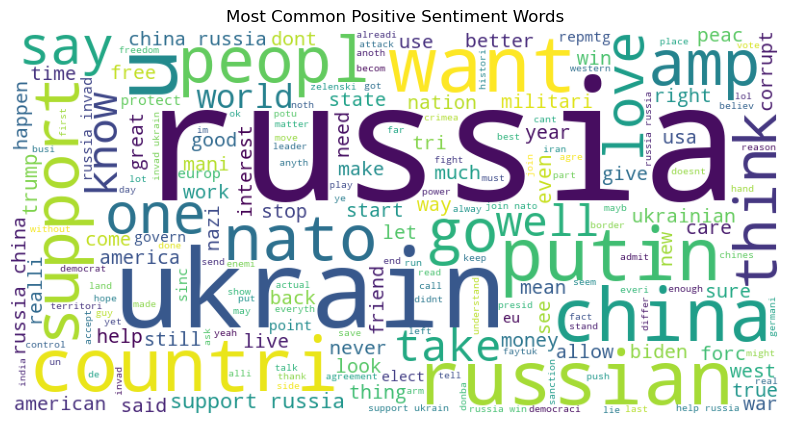 Most Common Positive Sentiment Words
say
china russia
dont
freedom
alreadi
attack
use
better
repmtg
peac
place
vote
peopl
u
want
anoth
becom
zelenski
got
win
histori
western
love
amp
lol
believ
corrupt
time
free
protect
world
ok
noth
state
nation
militari
right
happen
know
russia invad
great
good
im
potu
matter
move
leader
anyth
need
crimea
cant
year
usa
reason
russia
russia russia
support
first
busi
invad ukrain
mani
interest
tri
far
best
iran
agre
doesnt
think
trump
europ
lot
day
work
make
much
fight
must
join
even
give
part
hand
play
ye
power
way
alway
join nato
mayb
border
ukrainian
without
one
nazi
stop
start
go
well
care
come
done
govern
nato
let
putin
new
admit
chines
america
send
enemi
end
run
keep
democrat
russia china
realli
sinc
actual
read
call
didnt
understand
presid
mean
seem
see
everi
differ
enough
sure
germani
land
hope
made
show
put
back
friend
eu
china
territori
guy
may
everyth
ukrain
accept
yet
help
still
yeah
ask
live
point
save
left
never
take
money
fact
stand
allow
biden
forc
might
control
countri
india
un
de
invad
alli
talk
thank
side
agreement
arm
look
thing
elect
tell
donba
faytuk
sanction
push
russian
west
real
true
american
said
support russia
support ukrain
russia win
democraci
lie
last
help russia
war